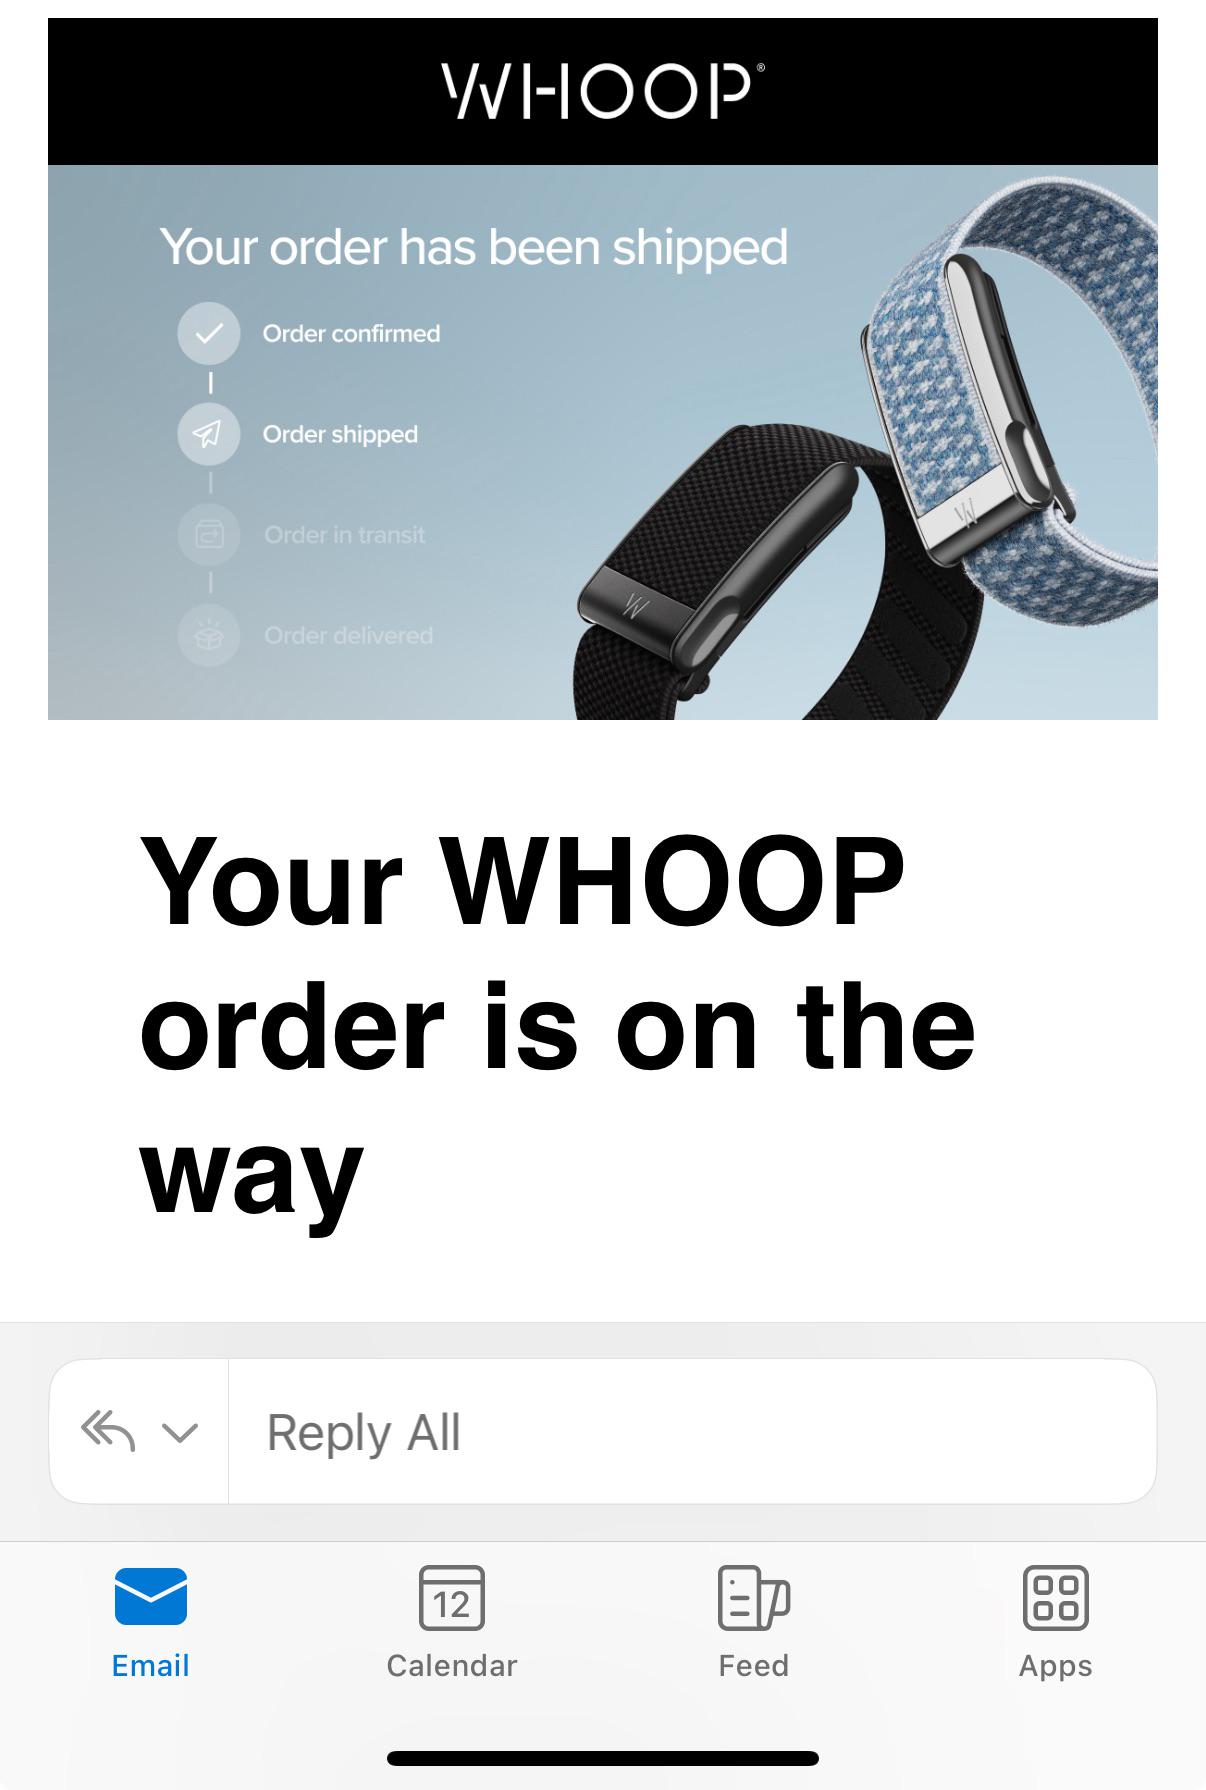 WHOOP®
Your order has been shipped
Order confirmed
Order shipped
Order in transit
Order delivered
Your WHOOP
order is on the
way
Reply All
12
Email
Calendar
Feed
Apps